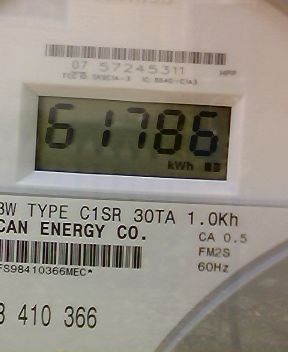 07 57245311
61786
kWh
3W TYPE C1SR 30TA 1.0Kh
CAN ENERGY CO.
CA 0.5
FM2S
60Hz
FS98410366MEC*
3 410 366